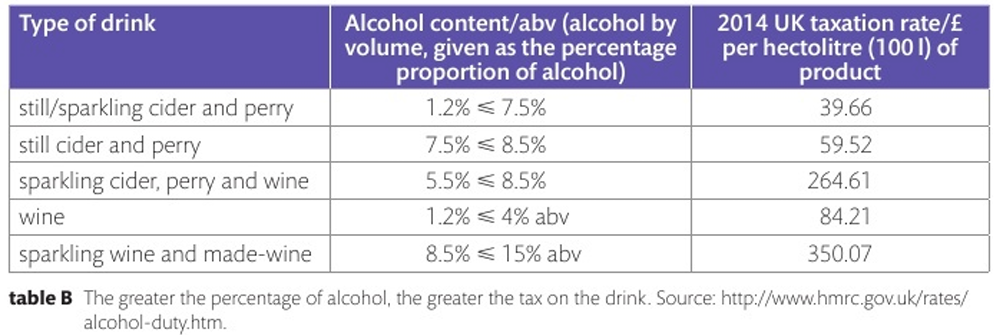 Type of drink
Alcohol content/abv (alcohol by
volume, given as the percentage
proportion of alcohol)
2014 UK taxation rate/£
per hectolitre (100 l) of
product
still/sparkling cider and perry
1.2% ⩽ 7.5%
39.66
still cider and perry
7.5% ⩽ 8.5%
59.52
sparkling cider, perry and wine
5.5% ⩽ 8.5%
264.61
wine
1.2% ⩽ 4% abv
84.21
sparkling wine and made-wine
8.5% ⩽ 15% abv
350.07
table B The greater the percentage of alcohol, the greater the tax on the drink. Source: http://www.hmrc.gov.uk/rates/
alcohol-duty.htm.